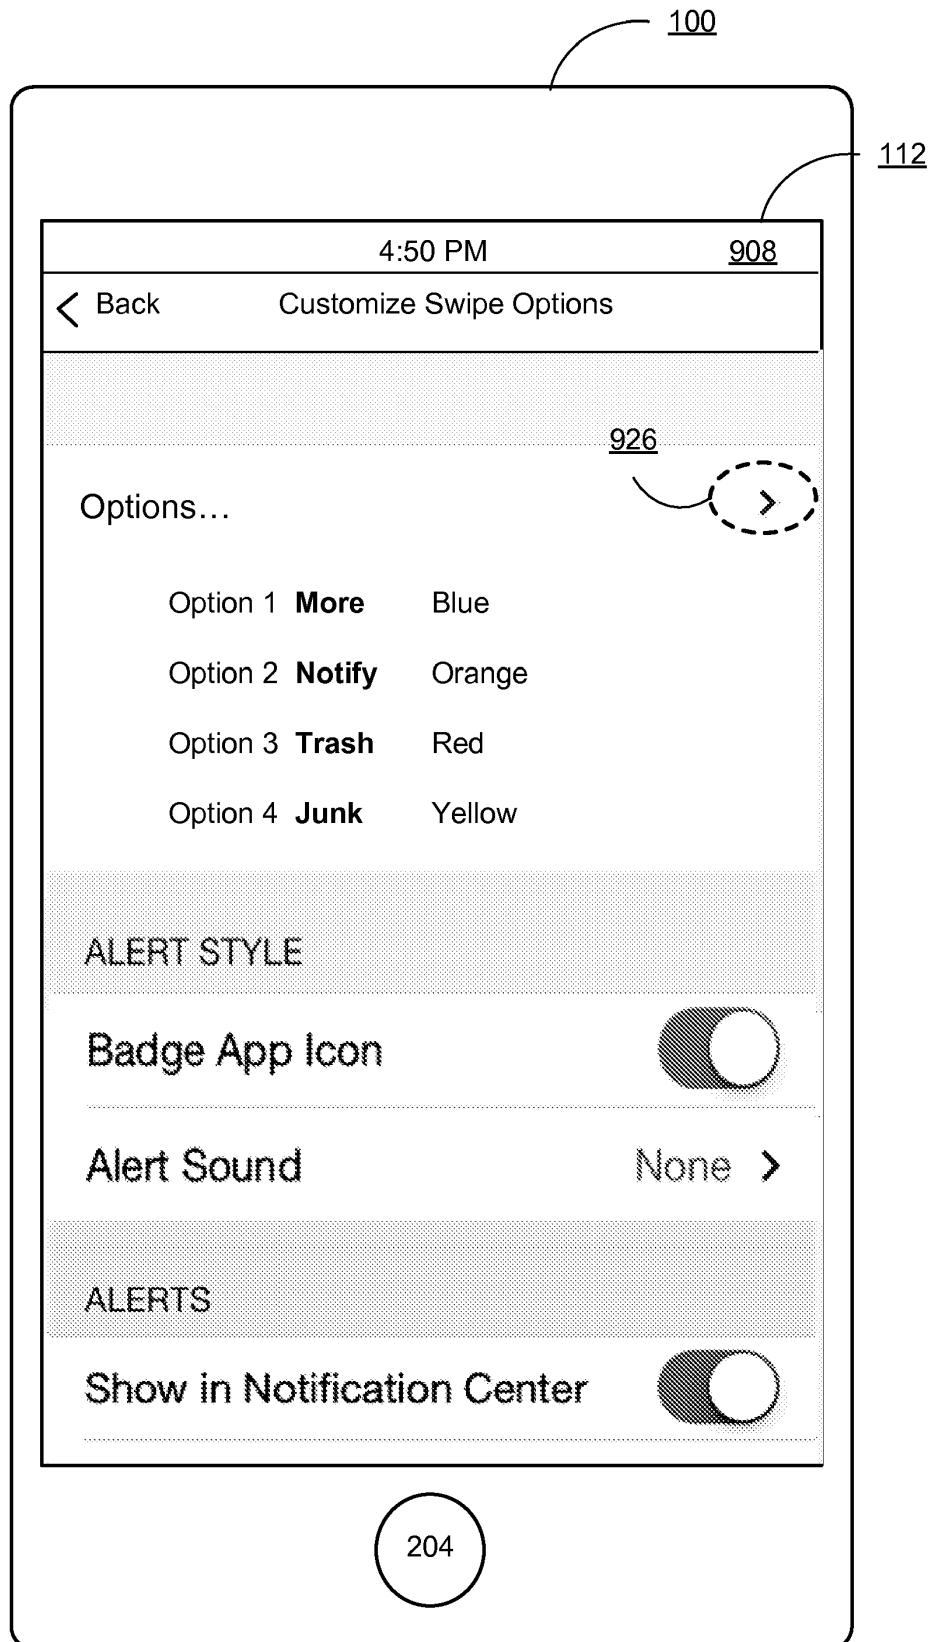 100
112
4:50 PM 908
Back Customize Swipe Options
926
Options…
Option 1 More Blue
Option 2 Notify Orange
Option 3 Trash Red
Option 4 Junk Yellow
ALERT STYLE
Badge App Icon
Alert Sound None
ALERTS
Show in Notification Center
204